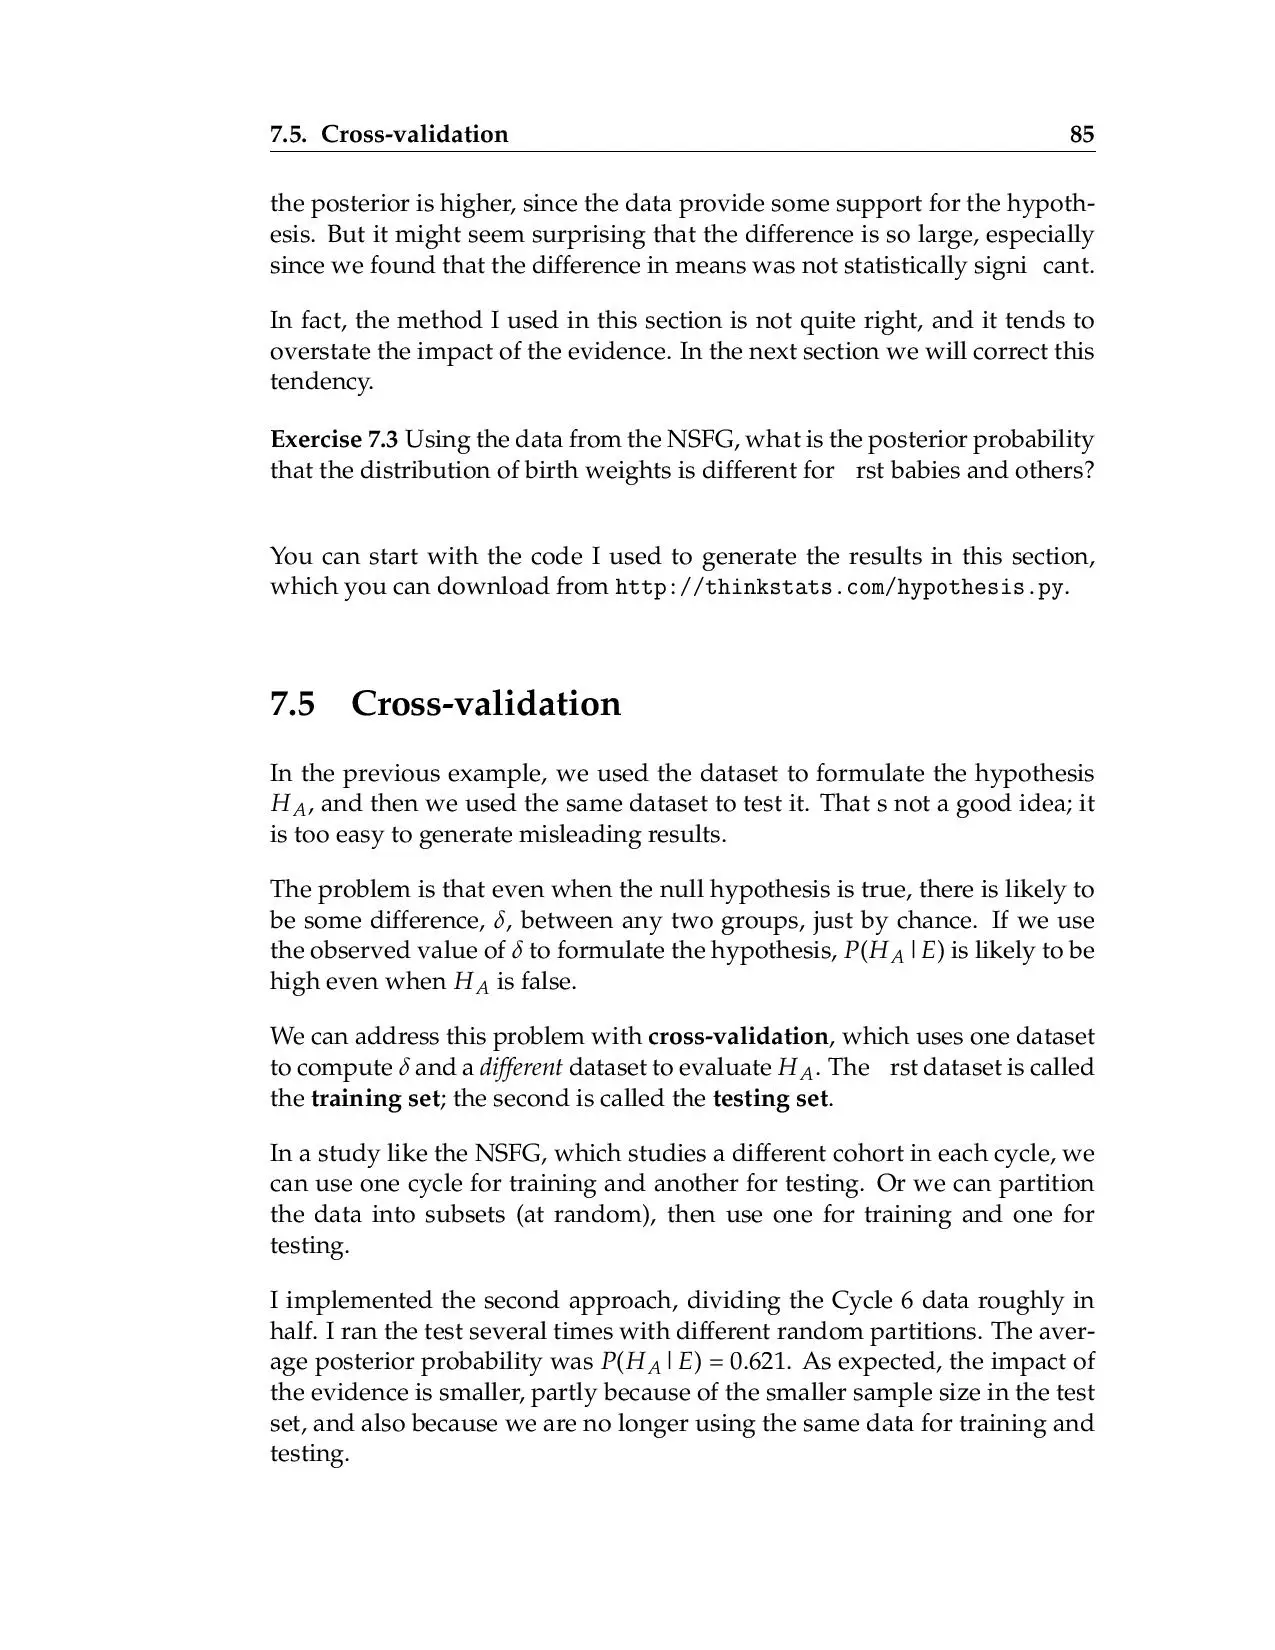 7.5. Cross-validation 85
the posterior is higher, since the data provide some support for the hypoth-
esis. But it might seem surprising that the difference is so large, especially
since we found that the difference in means was not statistically signi cant.
In fact, the method I used in this section is not quite right, and it tends to
overstate the impact of the evidence. In the next section we will correct this
tendency.
Exercise 7.3 Using the data from the NSFG, what is the posterior probability
that the distribution of birth weights is different for rst babies and others?
You can start with the code I used to generate the results in this section,
which you can download from http://thinkstats.com/hypothesis.py.
7.5 Cross-validation
In the previous example, we used the dataset to formulate the hypothesis
H_A, and then we used the same dataset to test it. That s not a good idea; it
is too easy to generate misleading results.
The problem is that even when the null hypothesis is true, there is likely to
be some difference, δ, between any two groups, just by chance. If we use
the observed value of δ to formulate the hypothesis, P(H_A|E) is likely to be
high even when H_A is false.
We can address this problem with cross-validation, which uses one dataset
to compute δ and a different dataset to evaluate H_A. The rst dataset is called
the training set; the second is called the testing set.
In a study like the NSFG, which studies a different cohort in each cycle, we
can use one cycle for training and another for testing. Or we can partition
the data into subsets (at random), then use one for training and one for
testing.
I implemented the second approach, dividing the Cycle 6 data roughly in
half. I ran the test several times with different random partitions. The aver-
age posterior probability was P(H_A|E) = 0.621. As expected, the impact of
the evidence is smaller, partly because of the smaller sample size in the test
set, and also because we are no longer using the same data for training and
testing.